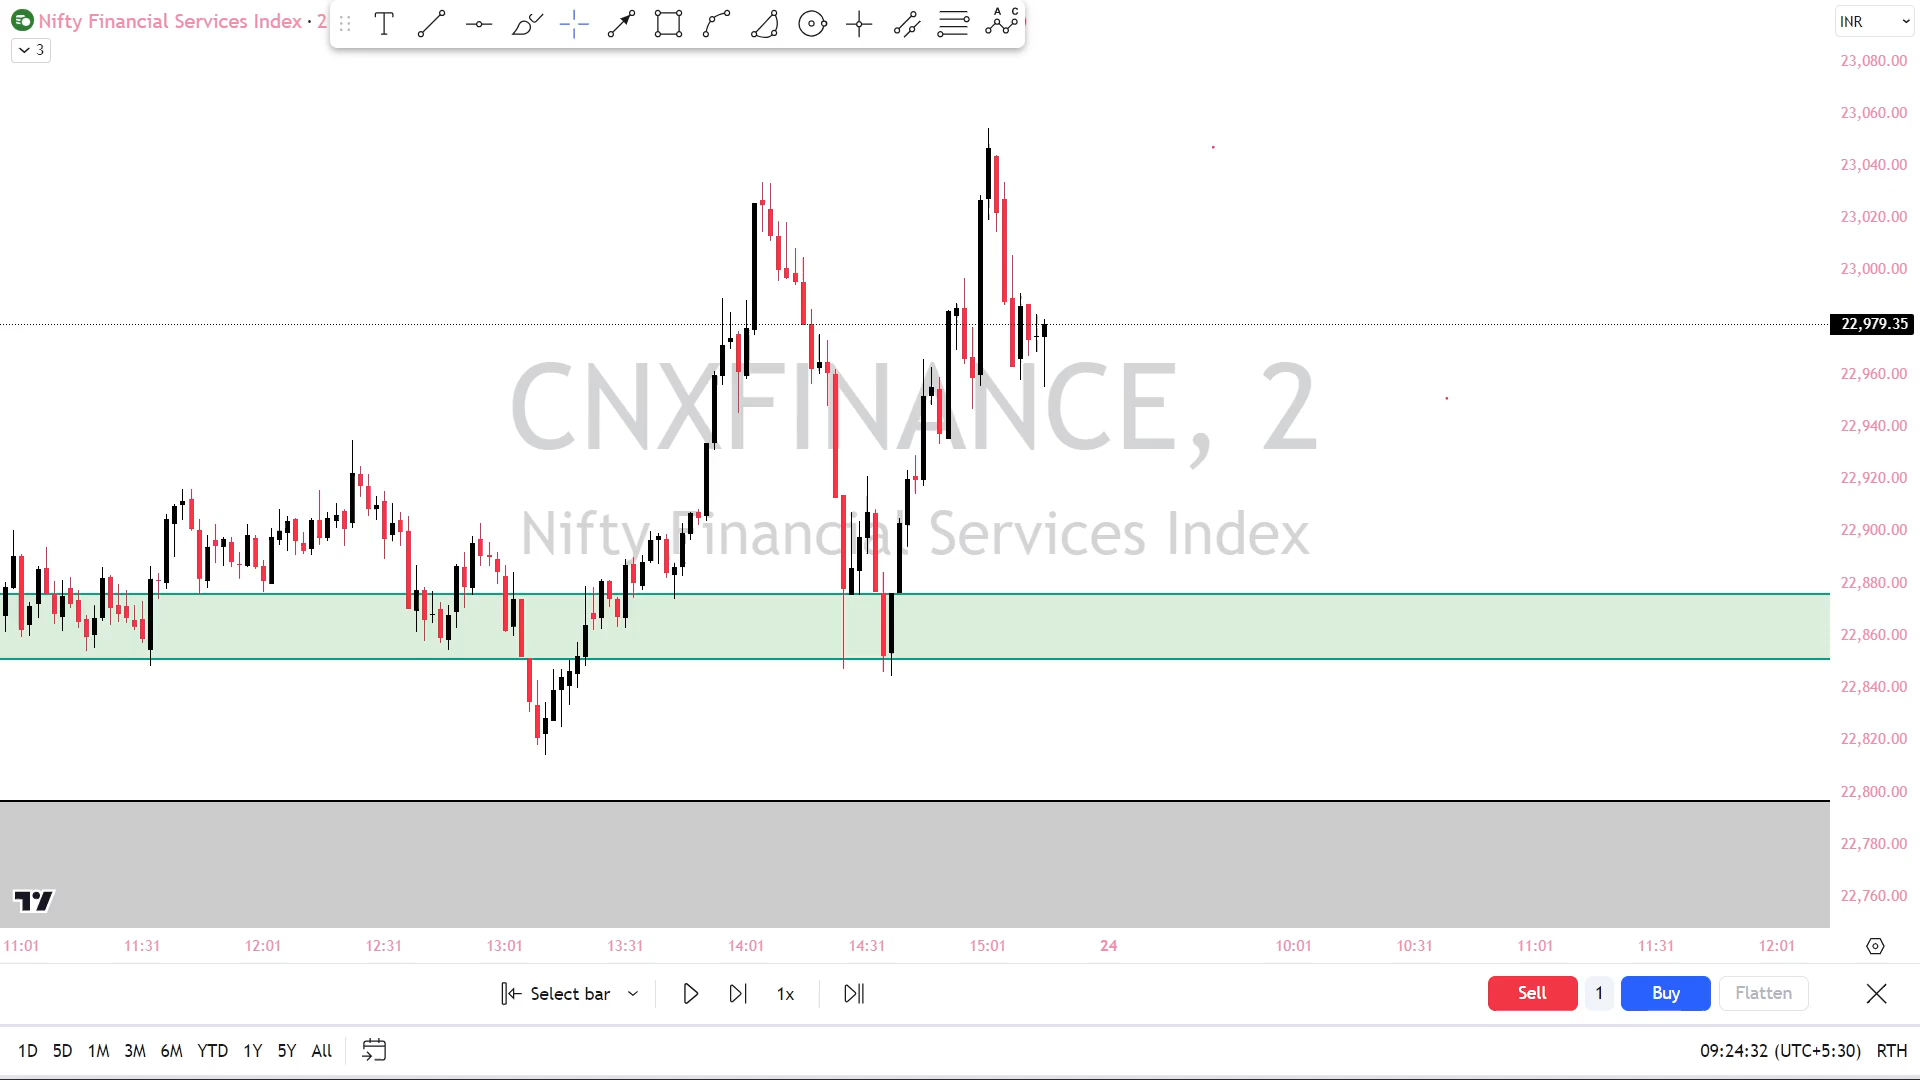 Nifty Financial Services Index · 2
3
A C
INR
23,080.00
23,060.00
23,040.00
23,020.00
23,000.00
22,979.35
22,960.00
22,940.00
22,920.00
22,900.00
22,880.00
22,860.00
22,840.00
22,820.00
22,800.00
22,780.00
22,760.00
CNXFINANCE, 2
Nifty Financial Services Index
11:01 11:31 12:01 12:31 13:01 13:31 14:01 14:31 15:01 24 10:01 10:31 11:01 11:31 12:01
Select bar 1x Sell 1 Buy Flatten
1D 5D 1M 3M 6M YTD 1Y 5Y All 09:24:32 (UTC+5:30) RTH